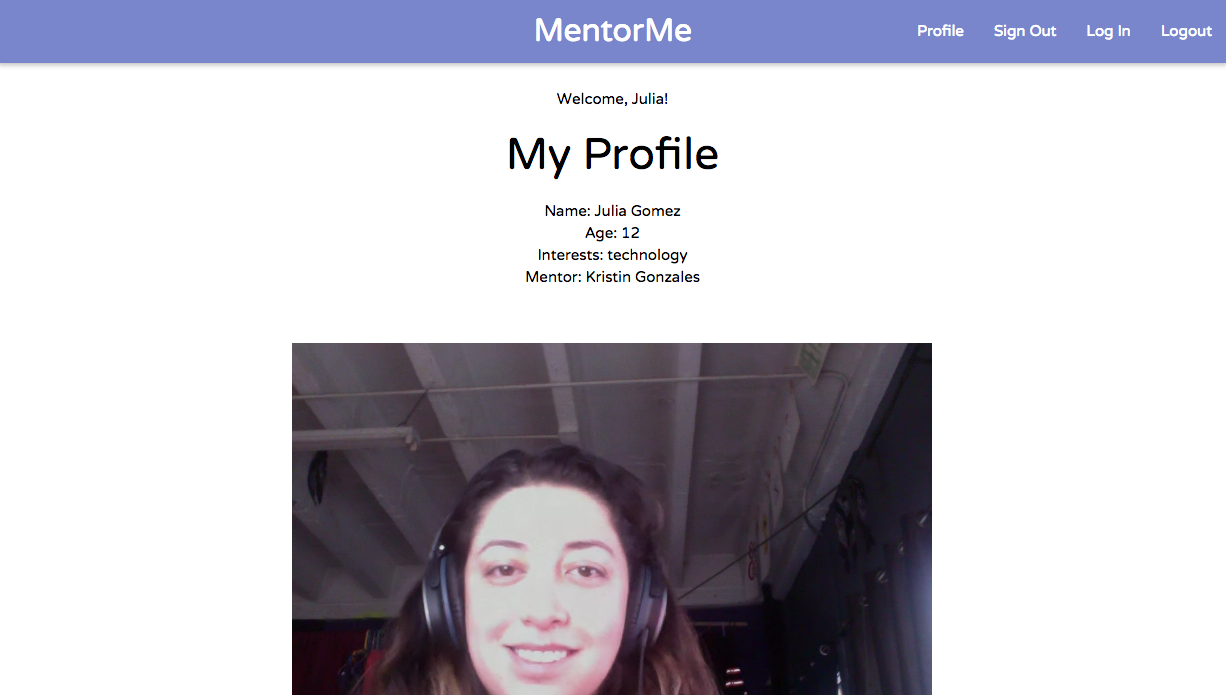 MentorMe
Profile Sign Out Log In Logout
Welcome, Julia!
My Profile
Name: Julia Gomez
Age: 12
Interests: technology
Mentor: Kristin Gonzales